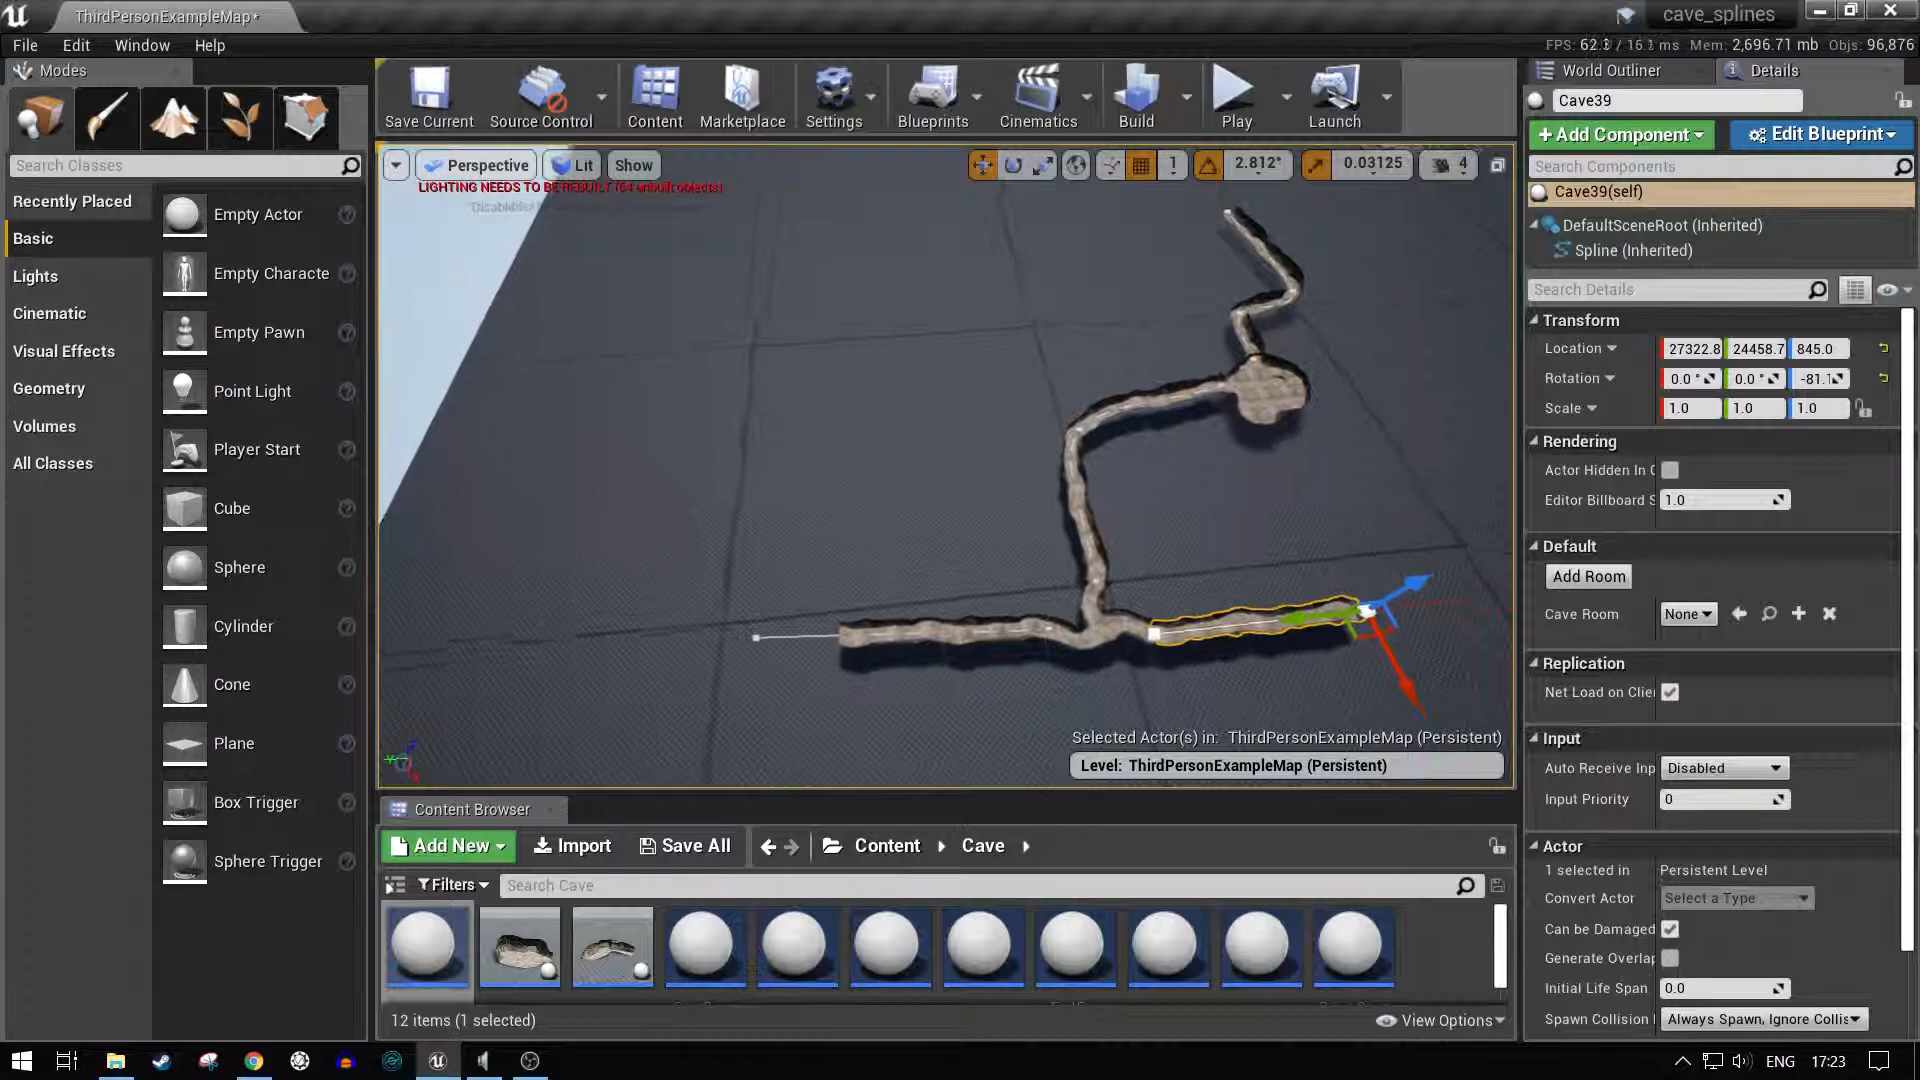 ThirdPersonExampleMap*
cave_splines
File Edit Window Help
Mem: 2,696.71 mb Objs: 96,876
Modes
World Outliner
Details
Save Current
Source Control
Content
Marketplace
Settings
Blueprints
Cinematics
Build
Play
Launch
Cave39
Add Component
Edit Blueprint
Search Classes
Perspective
Lit
Show
1
2.812°
0.03125
4
Search Components
LIGHTING NEEDS TO BE REBUILT (64 unbuilt objects)
Cave39(self)
DefaultSceneRoot (Inherited)
Spline (Inherited)
Recently Placed
Basic
Lights
Cinematic
Visual Effects
Geometry
Volumes
All Classes
Empty Actor
Empty Characte
Empty Pawn
Point Light
Player Start
Cube
Sphere
Cylinder
Cone
Plane
Box Trigger
Sphere Trigger
Search Details
Transform
Location 27322.8 24458.7 845.0
Rotation 0.0 ° 0.0 °
Scale 1.0 1.0 1.0
Rendering
Actor Hidden In
Editor Billboard S 1.0
Default
Add Room
Cave Room None
Replication
Net Load on Clie
Input
Auto Receive Inp Disabled
Input Priority 0
Actor
1 selected in Persistent Level
Convert Actor Select a Type
Can be Damaged
Generate Overlap
Initial Life Span 0.0
Spawn Collision Always Spawn, Ignore Collis
Selected Actor(s) in: ThirdPersonExampleMap (Persistent)
Level: ThirdPersonExampleMap (Persistent)
Content Browser
Add New
Import
Save All
Content
Cave
Filters
Search Cave
12 items (1 selected)
View Options
ENG
17:23